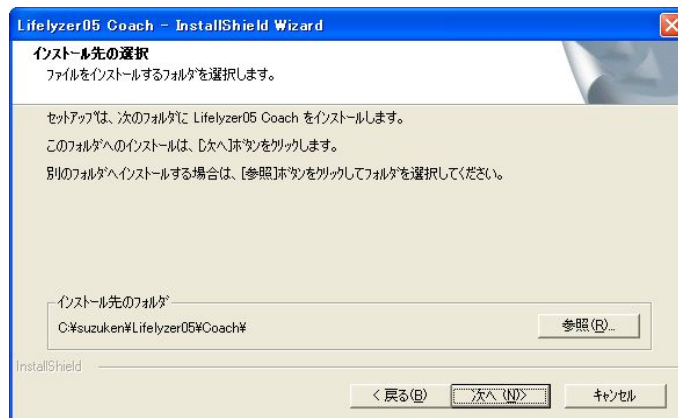 Lifelyzer05 Coach - InstallShield Wizard
インストール先の選択
ファイルをインストールするフォルダを選択します。
セットアップは、次のフォルダに Lifelyzer05 Coach をインストールします。
このフォルダへのインストールは、[次へ]ボタンをクリックします。
別のフォルダへインストールする場合は、[参照]ボタンをクリックしてフォルダを選択してください。
インストール先のフォルダ
C:¥suzuken¥Lifelyzer05¥Coach¥
参照(R)...
InstallShield
< 戻る(B)
次へ (N)>
キャンセル